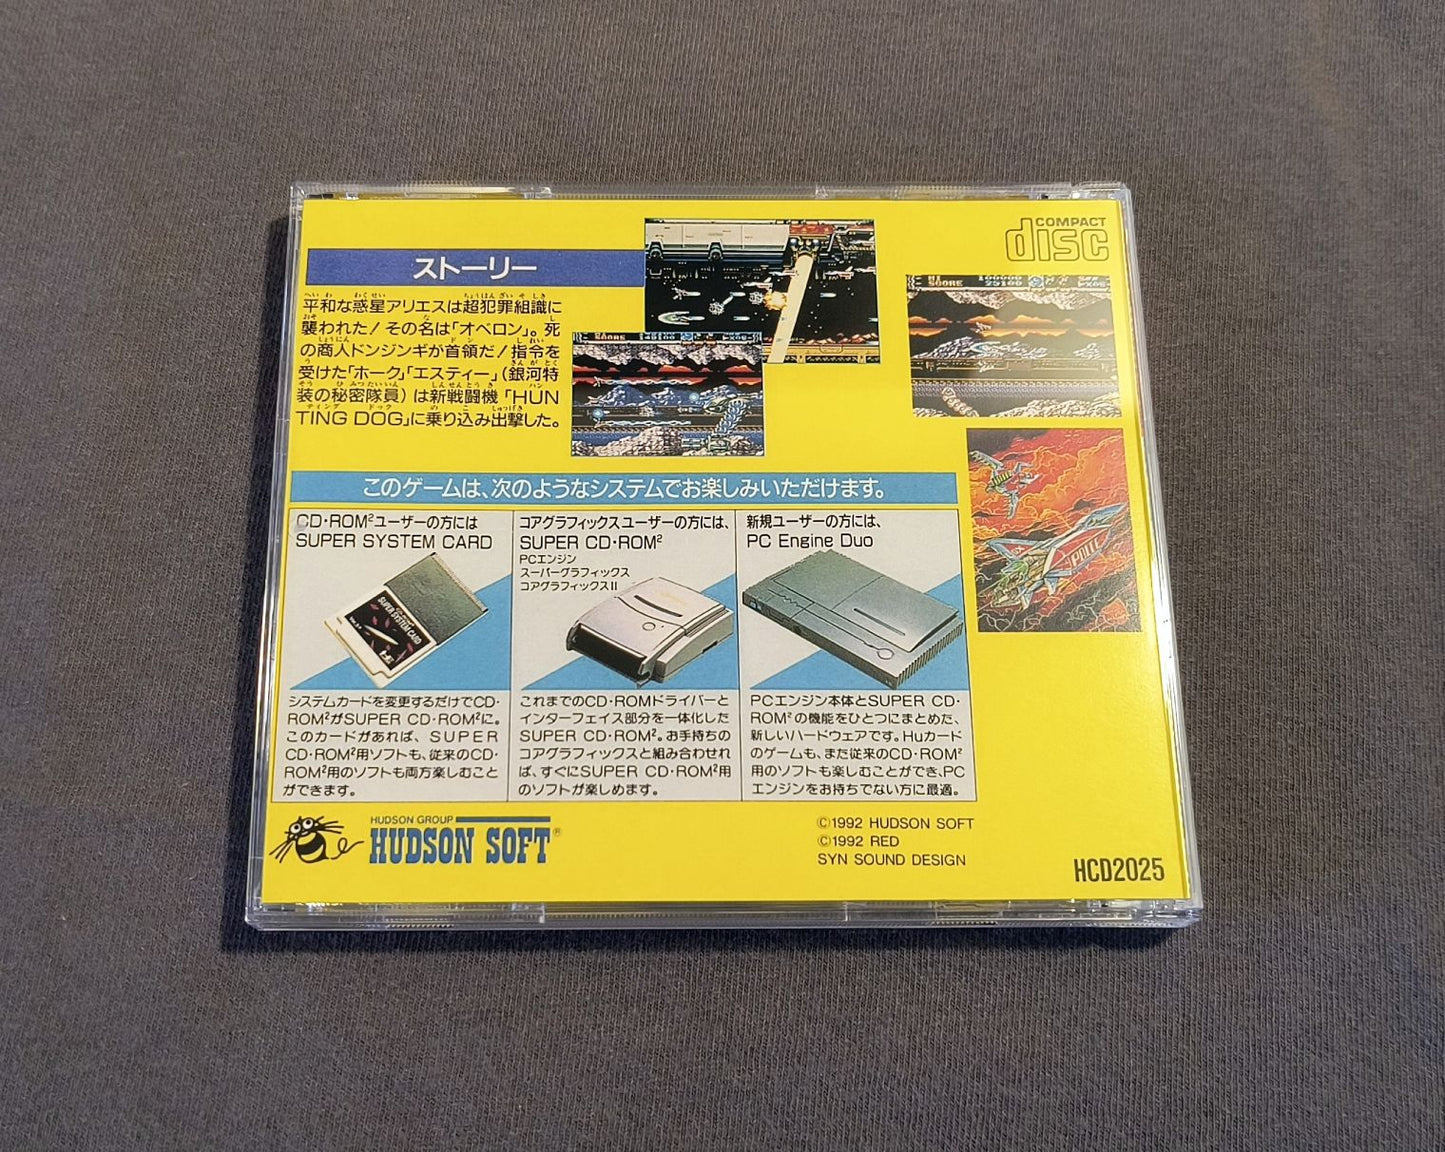 COMPACT
disc
ストーリー
平和な惑星アリエスは超犯罪組織に
襲われた！その名は「オベロン」。死
の商人ドンジンギが首領だ！指令を
受けた「ホーク」「エスティー」（銀河特
装の秘密隊員）は新戦闘機「HUN
TING DOG」に乗り込み出撃した。
HI 100000
SCORE 25100
SCORE 145100
POLICE
このゲームは、次のようなシステムでお楽しみいただけます。
CD・ROM²ユーザーの方には
SUPER SYSTEM CARD
SUPER SYSTEM CARD
システムカードを変更するだけでCD・
ROM²がSUPER CD・ROM²に。
このカードがあれば、SUPER
CD・ROM²用ソフトも、従来のCD・
ROM²用のソフトも両方楽しむこと
ができます。
コアグラフィックスユーザーの方には、
SUPER CD・ROM²
PCエンジン
スーパーグラフィックス
コアグラフィックスⅡ
これまでのCD・ROMドライバーと
インターフェイス部分を一体化した
SUPER CD・ROM²。お手持ちの
コアグラフィックスと組み合わせれ
ば、すぐにSUPER CD・ROM²用
のソフトが楽しめます。
新規ユーザーの方には、
PC Engine Duo
PCエンジン本体とSUPER CD・
ROM²の機能をひとつにまとめた、
新しいハードウェアです。Huカード
のゲームも、また従来のCD・ROM²
用のソフトも楽しむことができ、PC
エンジンをお持ちでない方に最適。
HUDSON GROUP
HUDSON SOFT®
©1992 HUDSON SOFT
©1992 RED
SYN SOUND DESIGN
HCD2025